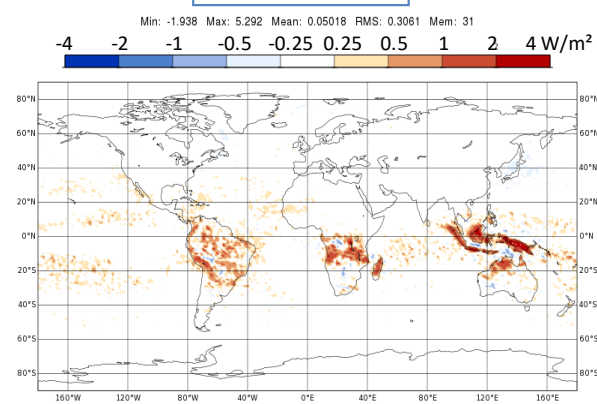 Min: -1.938 Max: 5.292 Mean: 0.05018 RMS: 0.3061 Mem: 31
-4 -2 -1 -0.5 -0.25 0.25 0.5 1 2 4 W/m²
80°N 80°N
60°N 60°N
40°N 40°N
20°N 20°N
0°N 0°N
20°S 20°S
40°S 40°S
60°S 60°S
80°S 80°S
160°W 120°W 80°W 40°W 0°E 40°E 80°E 120°E 160°E